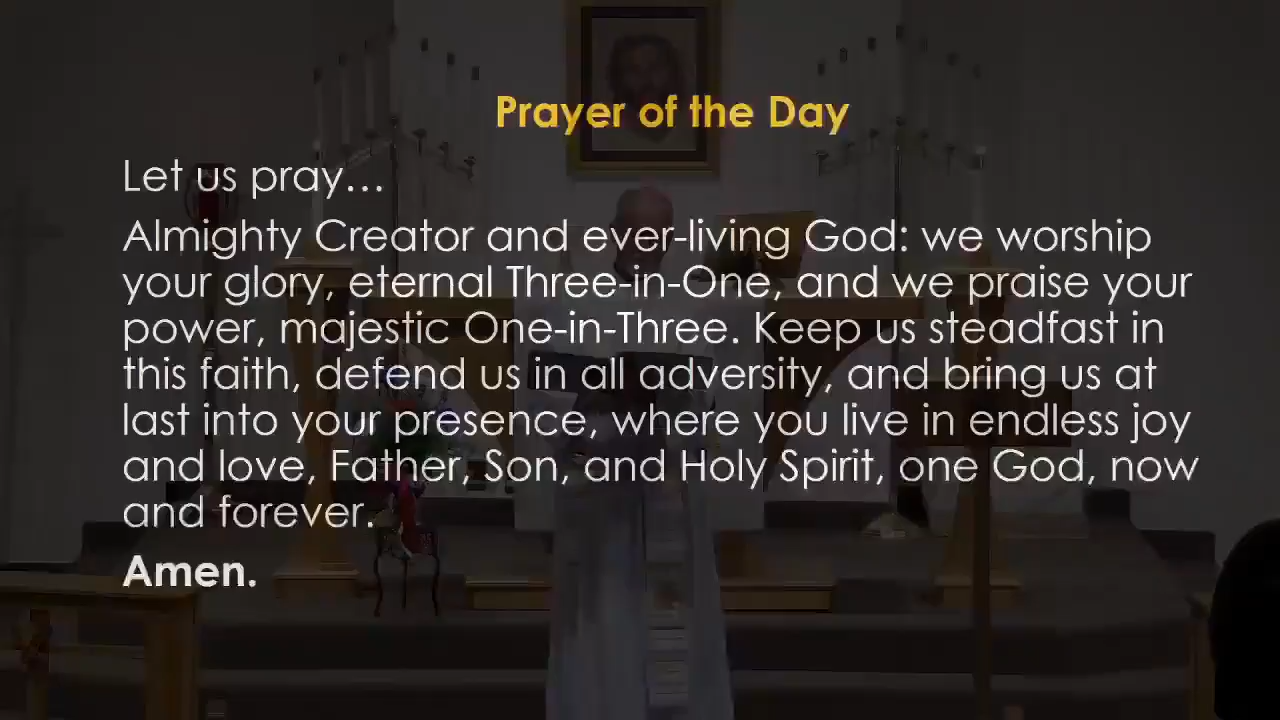 Prayer of the Day
Let us pray…
Almighty Creator and ever-living God: we worship
your glory, eternal Three-in-One, and we praise your
power, majestic One-in-Three. Keep us steadfast in
this faith, defend us in all adversity, and bring us at
last into your presence, where you live in endless joy
and love, Father, Son, and Holy Spirit, one God, now
and forever.
Amen.